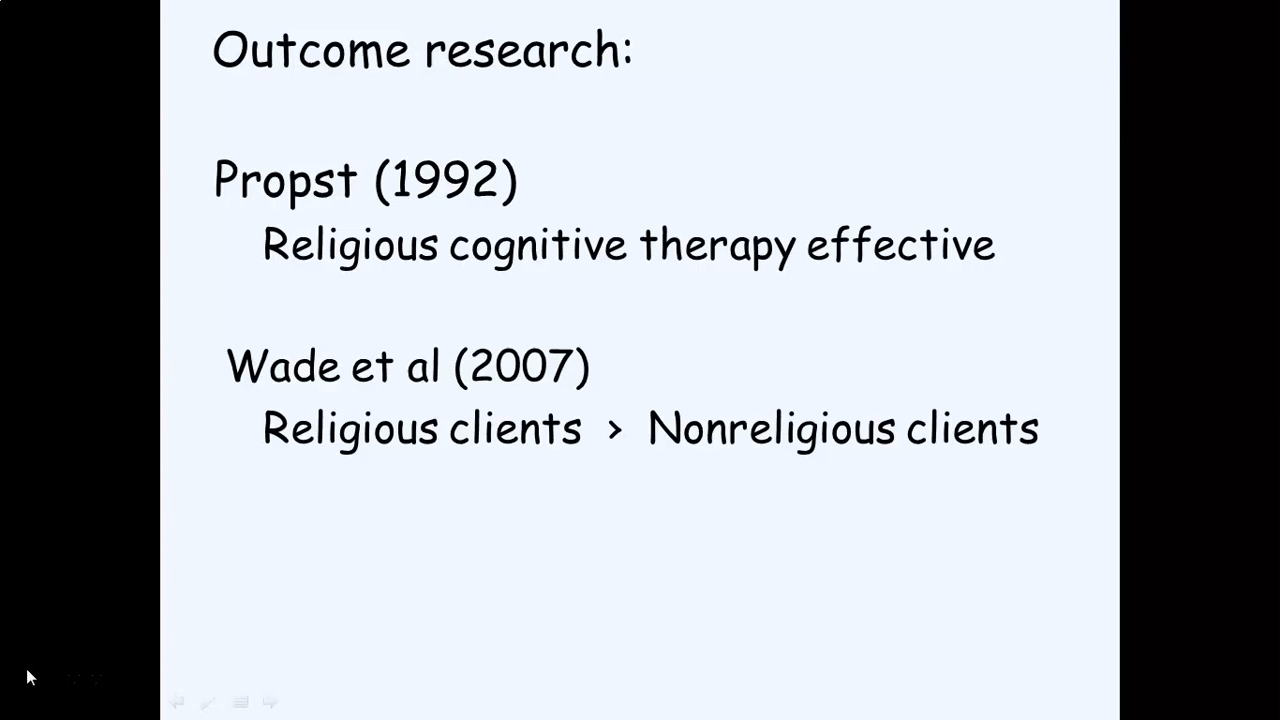 Outcome research:
Propst (1992)
Religious cognitive therapy effective
Wade et al (2007)
Religious clients > Nonreligious clients